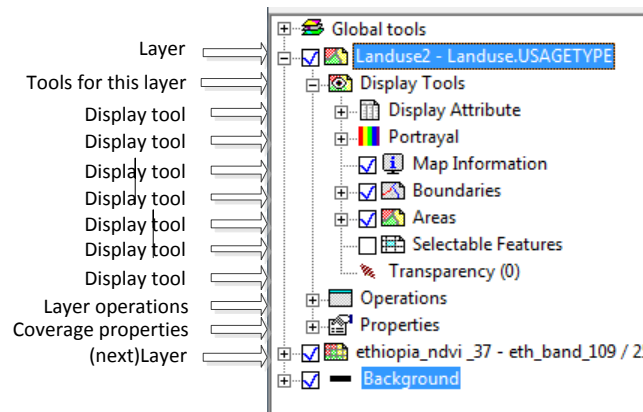 Global tools
Layer
Landuse2 - Landuse.USAGETYPE
Tools for this layer
Display Tools
Display tool
Display Attribute
Display tool
Portrayal
Display tool
Map Information
Display tool
Boundaries
Display tool
Areas
Display tool
Selectable Features
Display tool
Transparency (0)
Layer operations
Operations
Coverage properties
Properties
(next)Layer
ethiopia_ndvi _37 - eth_band_109 / 2
Background